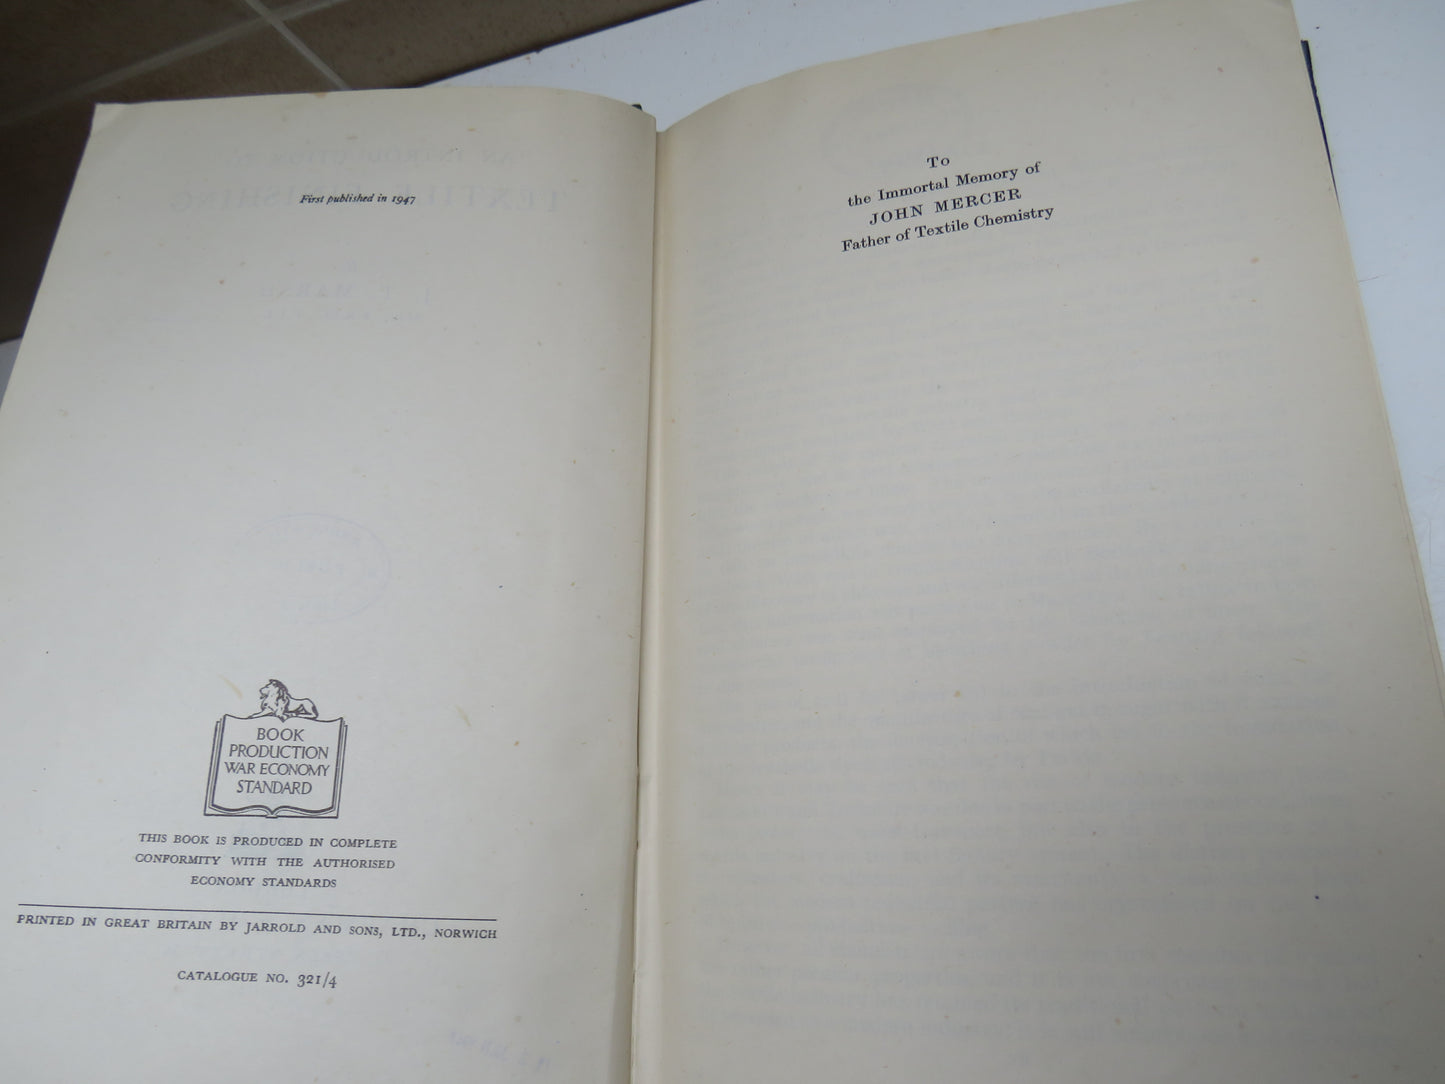 First published in 1947
BOOK
PRODUCTION
WAR ECONOMY
STANDARD
THIS BOOK IS PRODUCED IN COMPLETE
CONFORMITY WITH THE AUTHORISED
ECONOMY STANDARDS
PRINTED IN GREAT BRITAIN BY JARROLD AND SONS, LTD., NORWICH
CATALOGUE NO. 321/4
To
the Immortal Memory of
JOHN MERCER
Father of Textile Chemistry